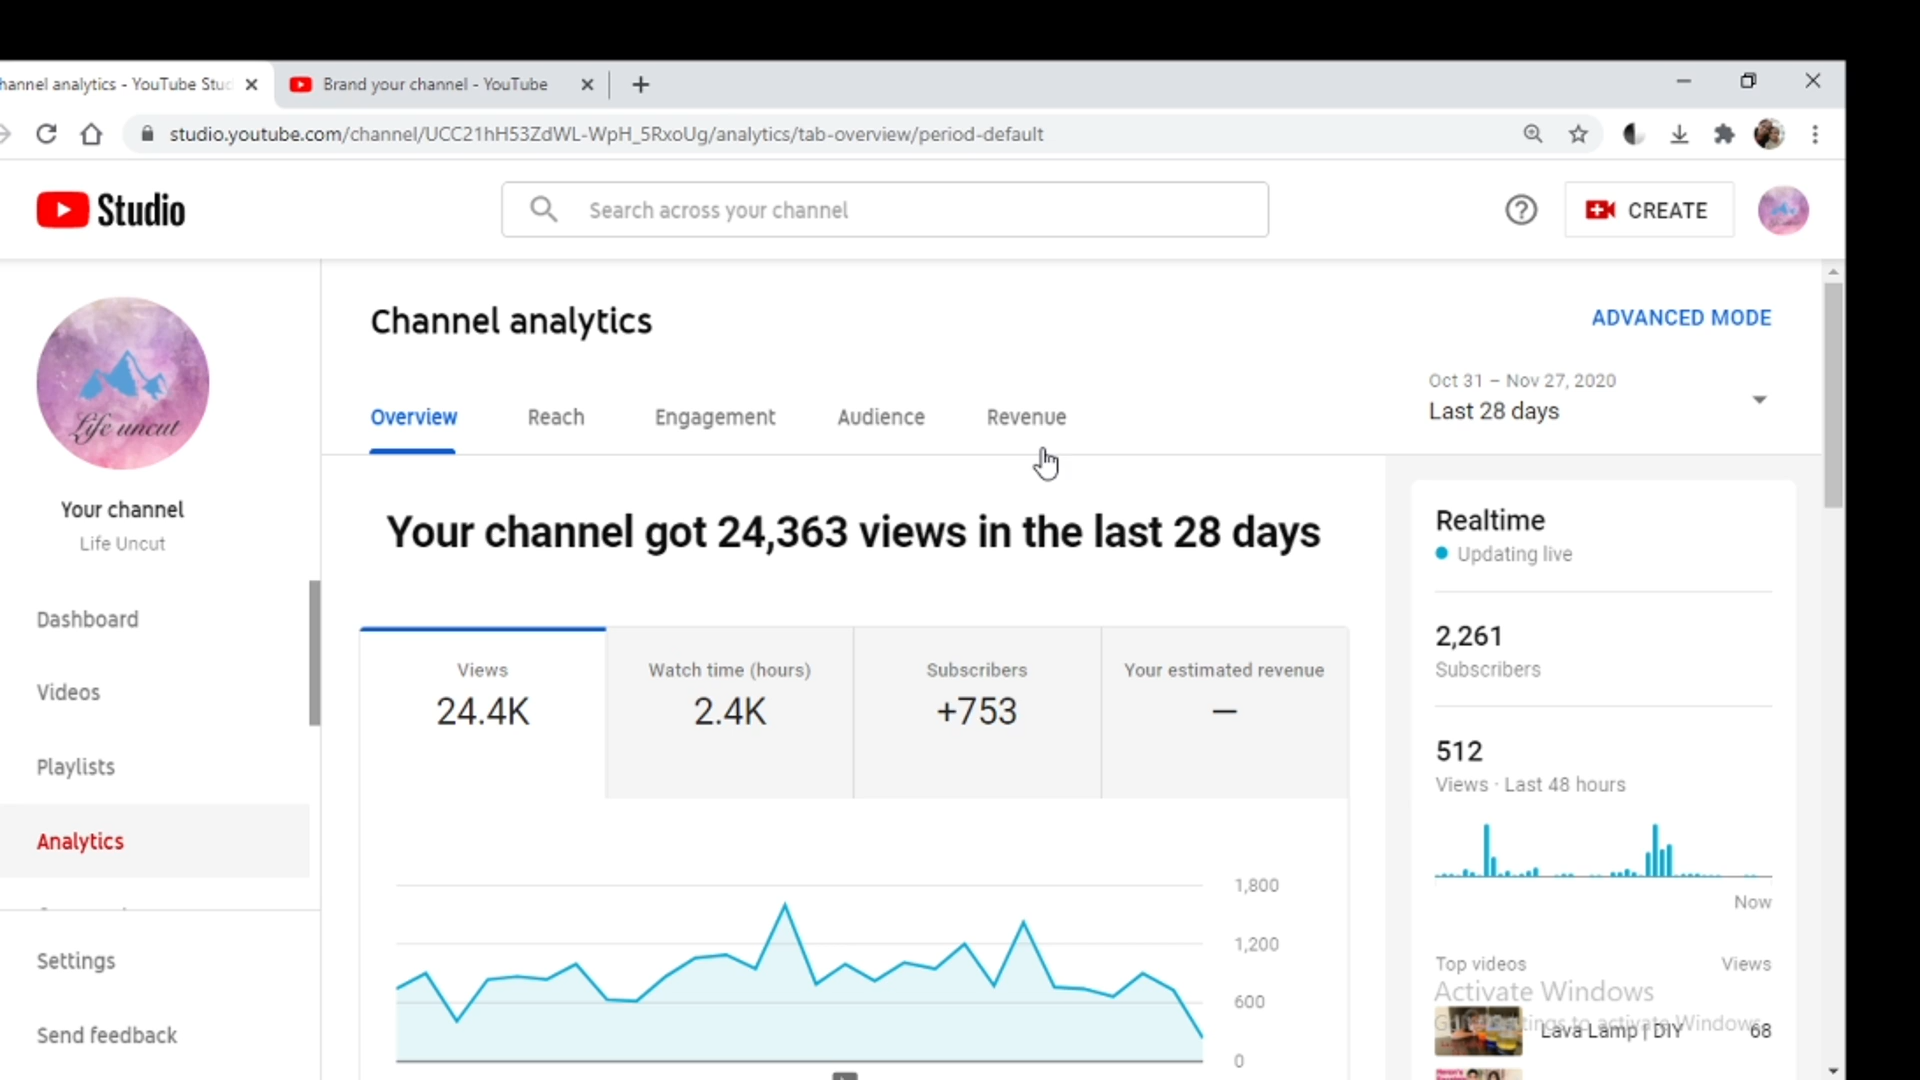 hannel analytics - YouTube Stu
Brand your channel - YouTube
studio.youtube.com/channel/UCC21hH53ZdWL-WpH_5RxoUg/analytics/tab-overview/period-default
Studio
Search across your channel
CREATE
Life uncut
Your channel
Life Uncut
Dashboard
Videos
Playlists
Analytics
Settings
Send feedback
Channel analytics
ADVANCED MODE
Oct 31 – Nov 27, 2020
Last 28 days
Overview
Reach
Engagement
Audience
Revenue
Your channel got 24,363 views in the last 28 days
Views
24.4K
Watch time (hours)
2.4K
Subscribers
+753
Your estimated revenue
—
1,800
1,200
600
0
Realtime
Updating live
2,261
Subscribers
512
Views · Last 48 hours
Now
Top videos
Views
Activate Windows
to activate Windows
Lava Lamp | DIY
68